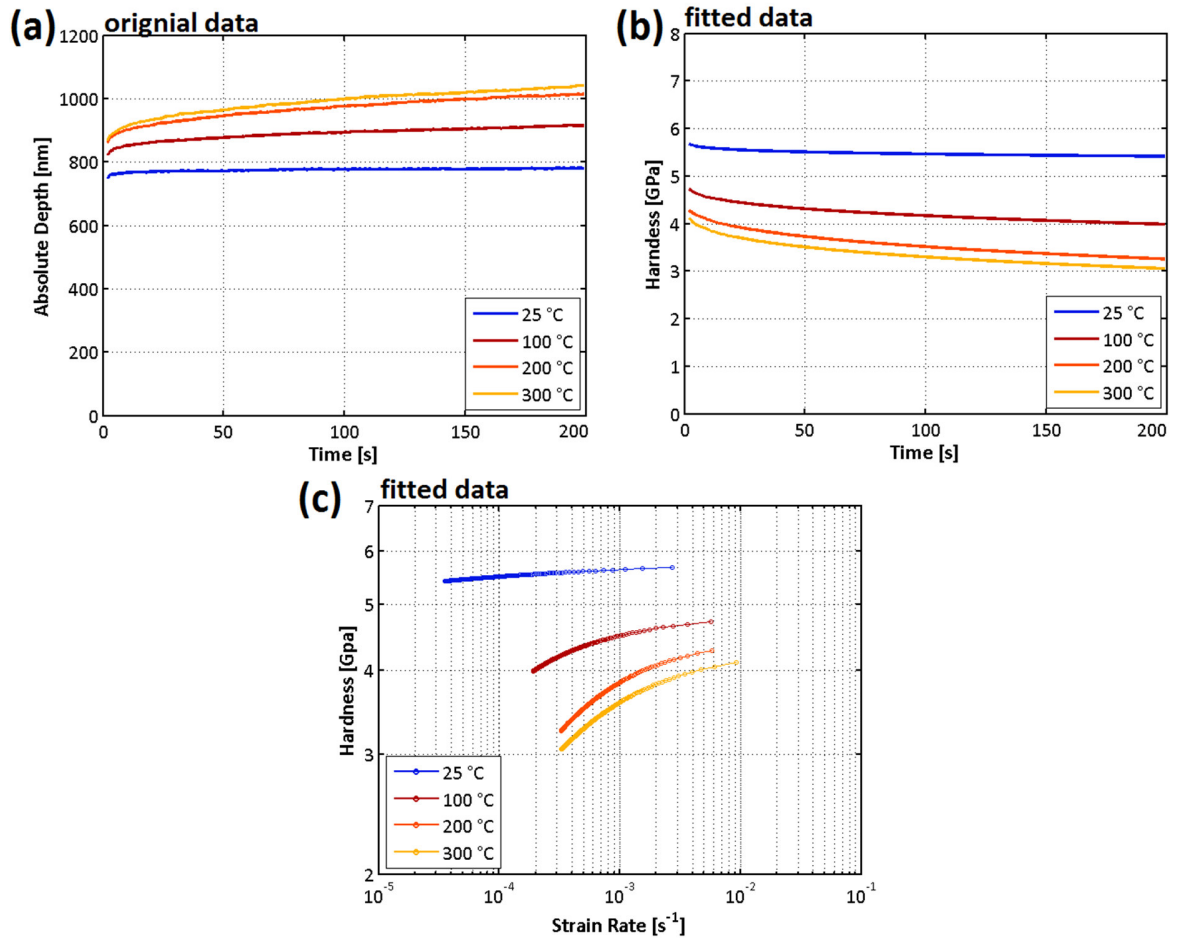 (a) orignial data
1200
1000
800
600
400
200
0
Absolute Depth [nm]
0 50 100 150 200
Time [s]
25 °C
100 °C
200 °C
300 °C
(b) fitted data
8
7
6
5
4
3
2
1
0
Harndess [GPa]
0 50 100 150 200
Time [s]
25 °C
100 °C
200 °C
300 °C
(c) fitted data
7
6
5
4
3
2
Hardness [Gpa]
10-5 10-4 10-3 10-2 10-1
Strain Rate [s-1]
25 °C
100 °C
200 °C
300 °C